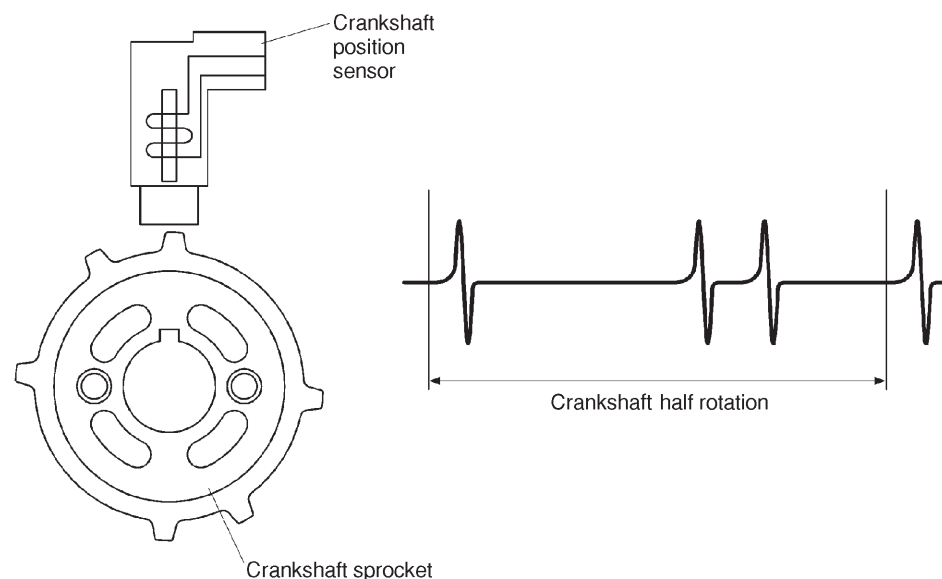 Crankshaft
position
sensor
Crankshaft half rotation
Crankshaft sprocket